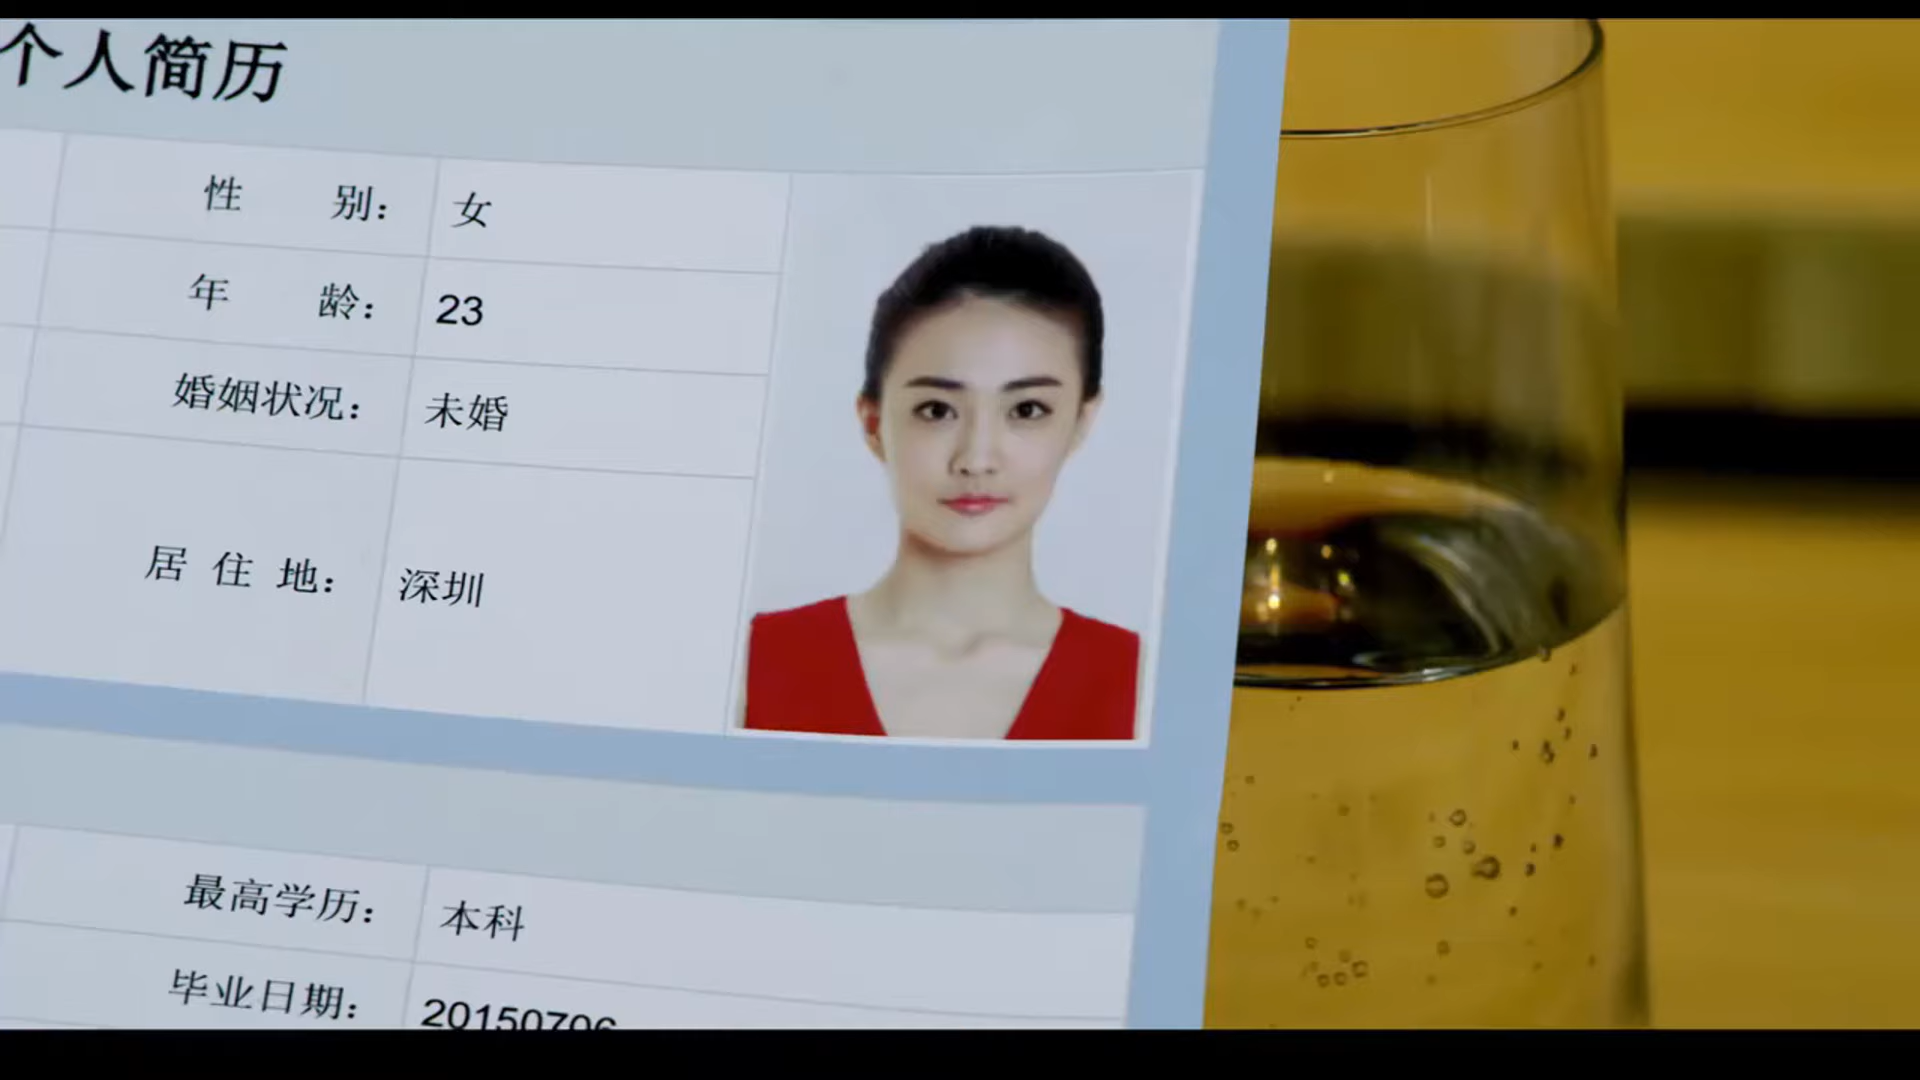 个人简历
性 别： 女
年 龄： 23
婚姻状况： 未婚
居 住 地： 深圳
最高学历： 本科
毕业日期： 20150706